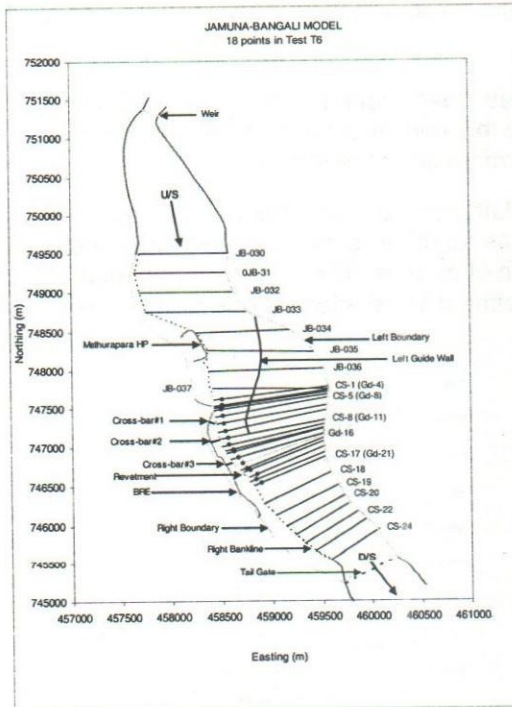 JAMUNA-BANGALI MODEL
18 points in Test T6
752000
751500
Weir
751000
750500
U/S
750000
749500
JB-030
0JB-31
749000
JB-032
JB-033
748500
JB-034
Left Boundary
Mathurapara HP
JB-035
Left Guide Wall
748000
JB-036
JB-037
CS-1 (Gd-4)
CS-5 (Gd-8)
747500
Cross-bar#1
CS-8 (Gd-11)
Gd-16
747000
Cross-bar#2
CS-17 (Gd-21)
Cross-bar#3
CS-18
Revetment
746500
CS-19
BRE
CS-20
746000
CS-22
Right Boundary
CS-24
745500
Right Bankline
D/S
Tail Gate
745000
Northing (m)
457000 457500 458000 458500 459000 459500 460000 460500 461000
Easting (m)